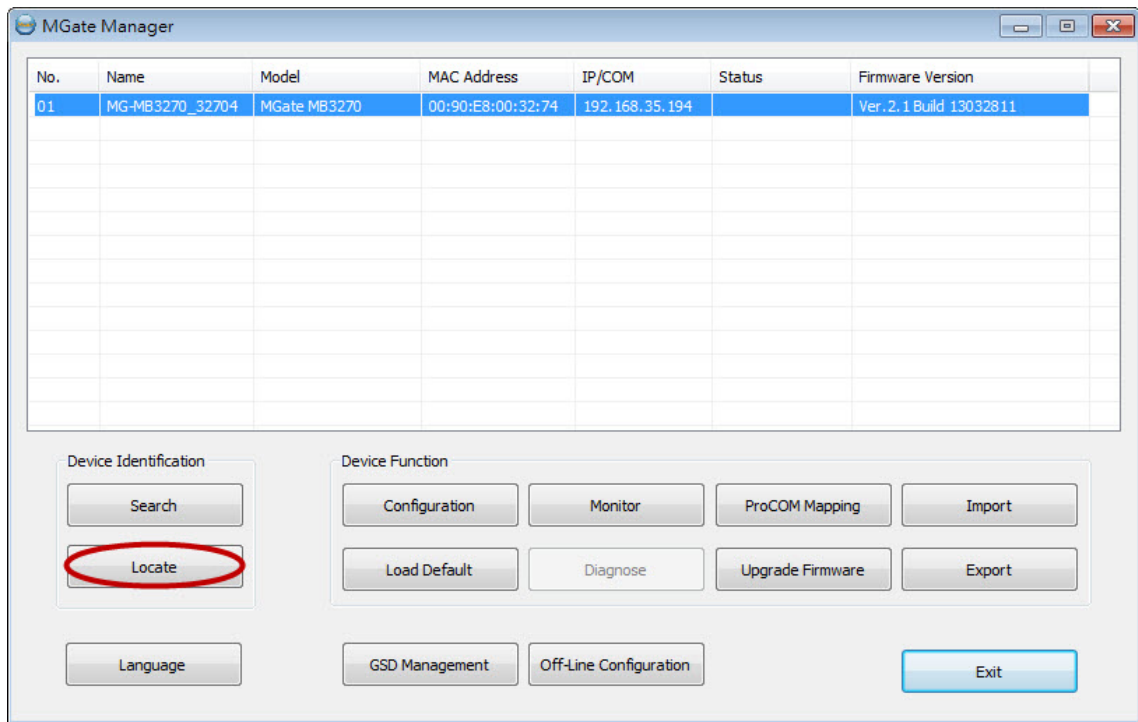 MGate Manager
No. Name Model MAC Address IP/COM Status Firmware Version
01 MG-MB3270_32704 MGate MB3270 00:90:E8:00:32:74 192.168.35.194 Ver.2.1 Build 13032811
Device Identification Device Function
Search Configuration Monitor ProCOM Mapping Import
Locate Load Default Diagnose Upgrade Firmware Export
Language GSD Management Off-Line Configuration Exit